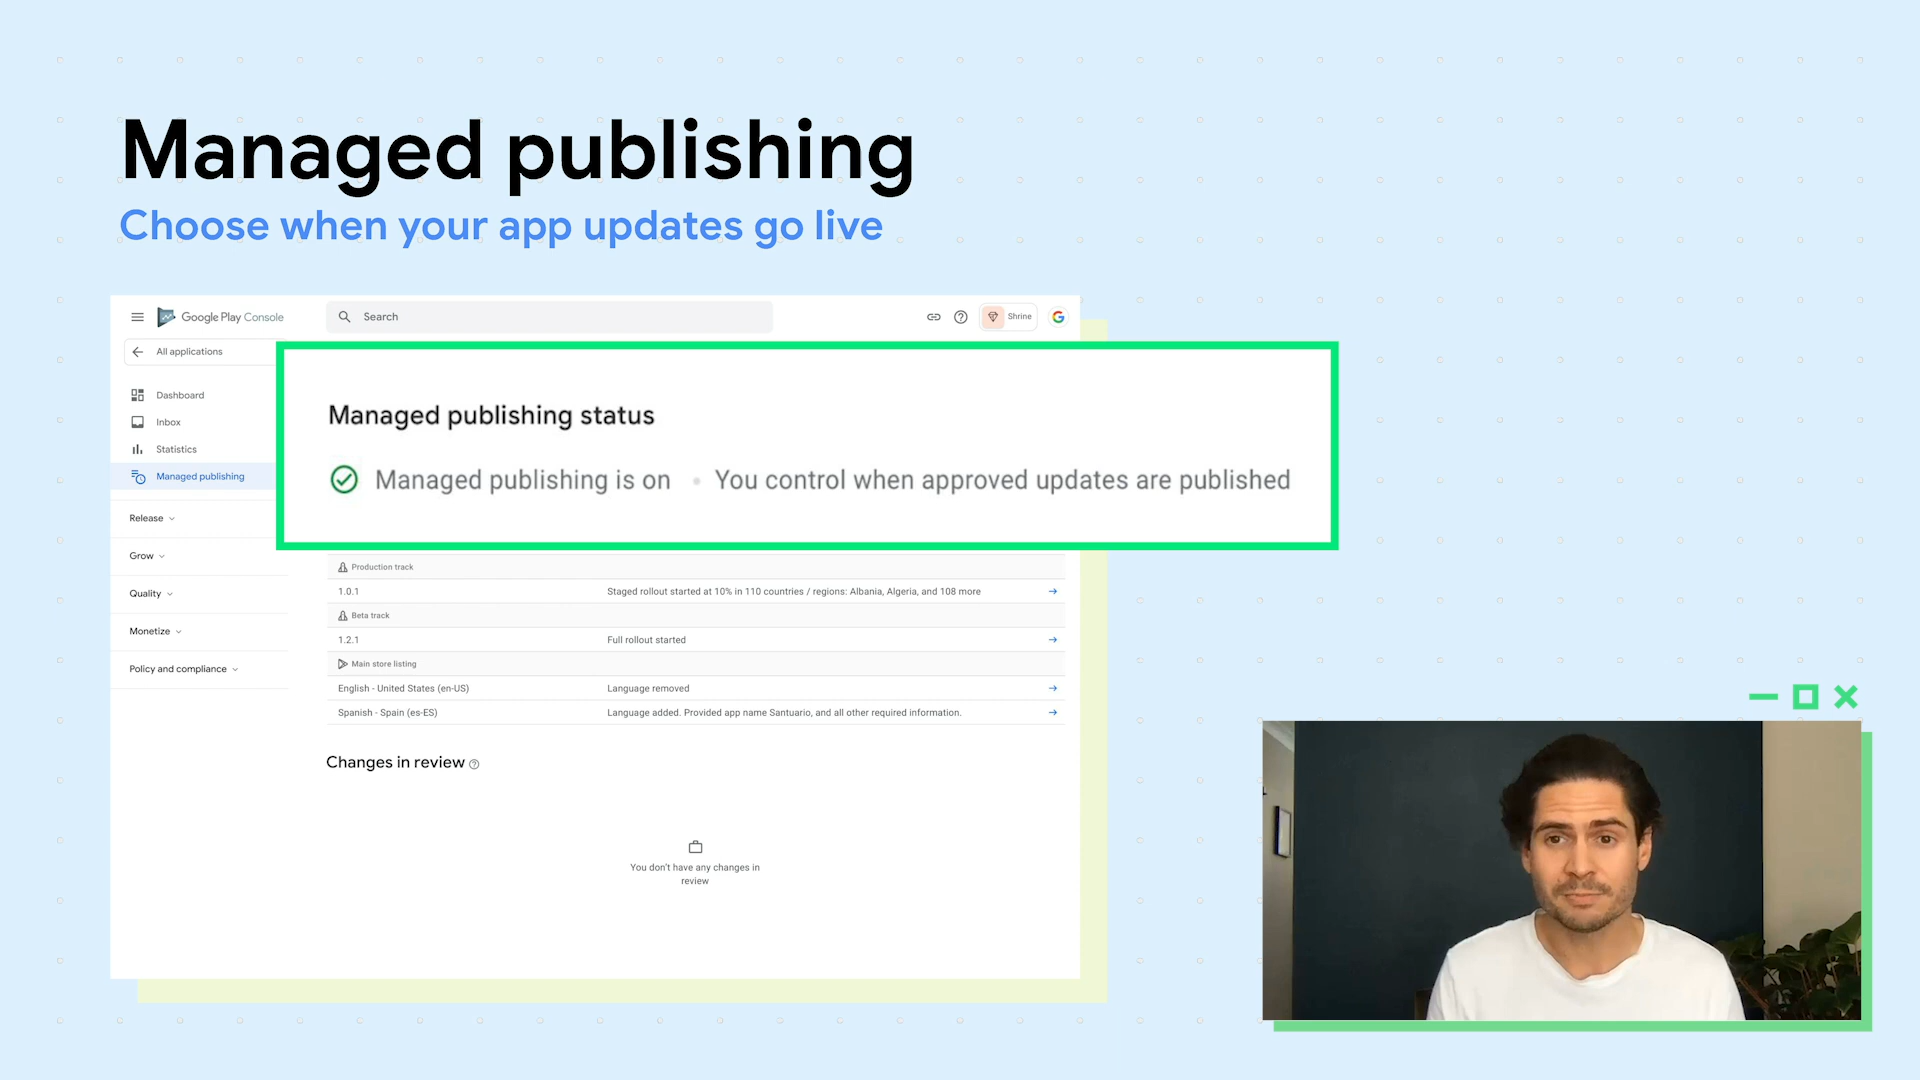 Managed publishing
Choose when your app updates go live
Google Play Console
Search
Shrine
All applications
Dashboard
Inbox
Statistics
Managed publishing
Release
Grow
Quality
Monetize
Policy and compliance
Managed publishing status
Managed publishing is on • You control when approved updates are published
Production track
1.0.1 Staged rollout started at 10% in 110 countries / regions: Albania, Algeria, and 108 more
Beta track
1.2.1 Full rollout started
Main store listing
English - United States (en-US) Language removed
Spanish - Spain (es-ES) Language added. Provided app name Santuario, and all other required information.
Changes in review
You don't have any changes in
review